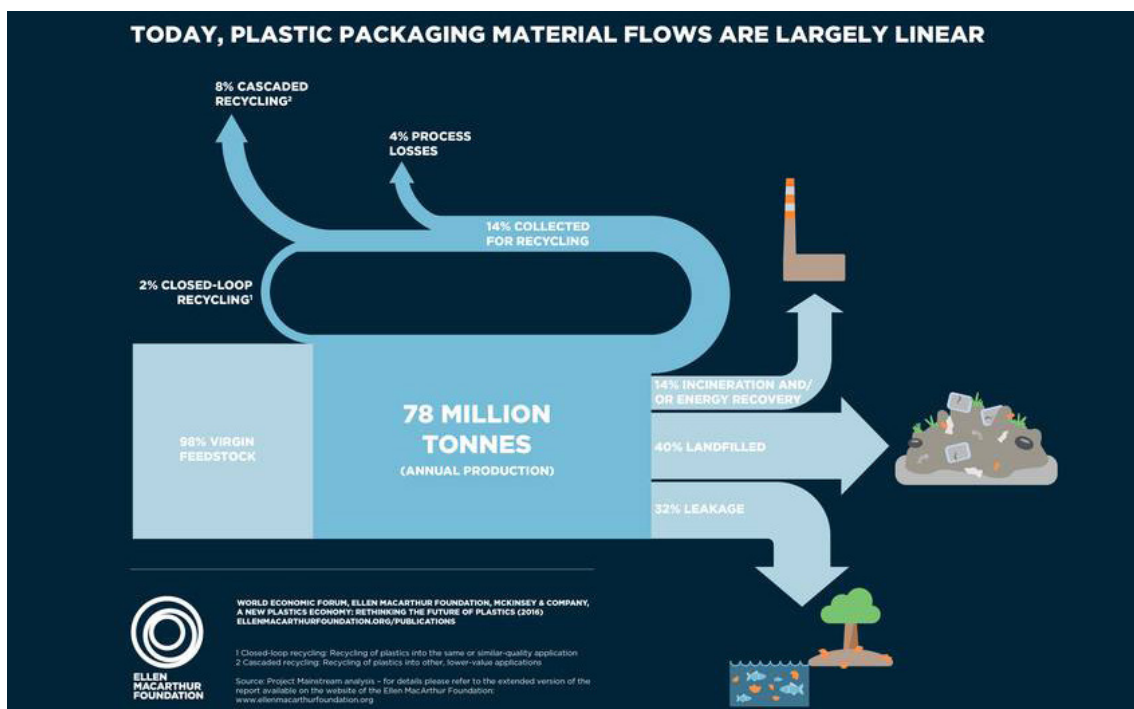 TODAY, PLASTIC PACKAGING MATERIAL FLOWS ARE LARGELY LINEAR
8% CASCADED
RECYCLING²
4% PROCESS
LOSSES
14% COLLECTED
FOR RECYCLING
2% CLOSED-LOOP
RECYCLING¹
98% VIRGIN
FEEDSTOCK
78 MILLION
TONNES
(ANNUAL PRODUCTION)
14% INCINERATION AND/
OR ENERGY RECOVERY
40% LANDFILLED
32% LEAKAGE
WORLD ECONOMIC FORUM, ELLEN MACARTHUR FOUNDATION, MCKINSEY & COMPANY,
A NEW PLASTICS ECONOMY: RETHINKING THE FUTURE OF PLASTICS (2016)
ELLENMACARTHURFOUNDATION.ORG/PUBLICATIONS
1 Closed-loop recycling: Recycling of plastics into the same or similar-quality application
2 Cascaded recycling: Recycling of plastics into other, lower-value applications
Source: Project Mainstream analysis – for details please refer to the extended version of the
report available on the website of the Ellen MacArthur Foundation:
www.ellenmacarthurfoundation.org
ELLEN
MACARTHUR
FOUNDATION